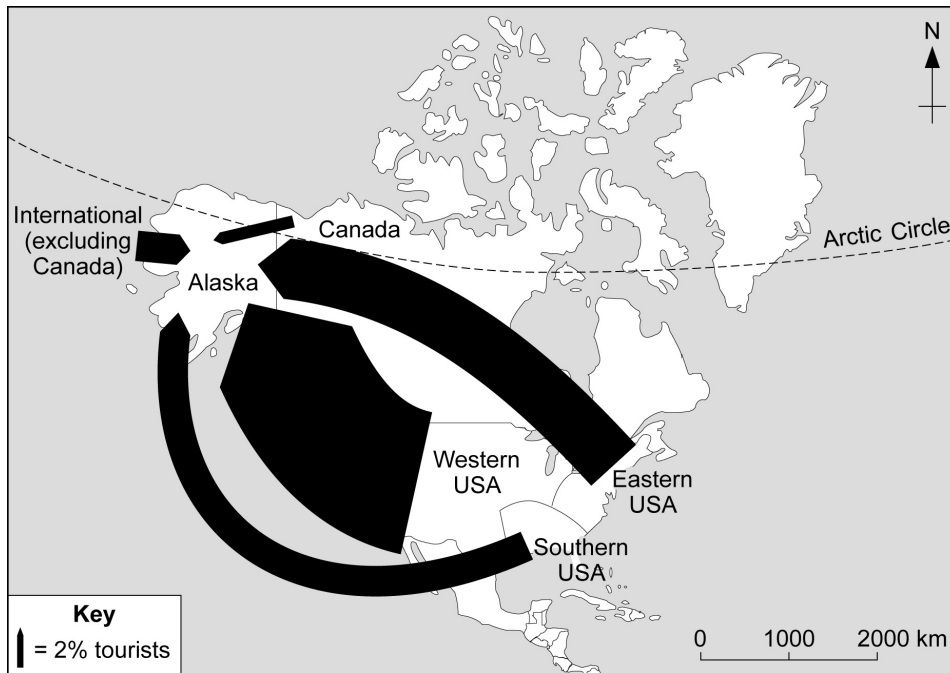 N
International
(excluding
Canada)
Canada
Arctic Circle
Alaska
Western
USA
Eastern
USA
Southern
USA
Key
= 2% tourists
0 1000 2000 km